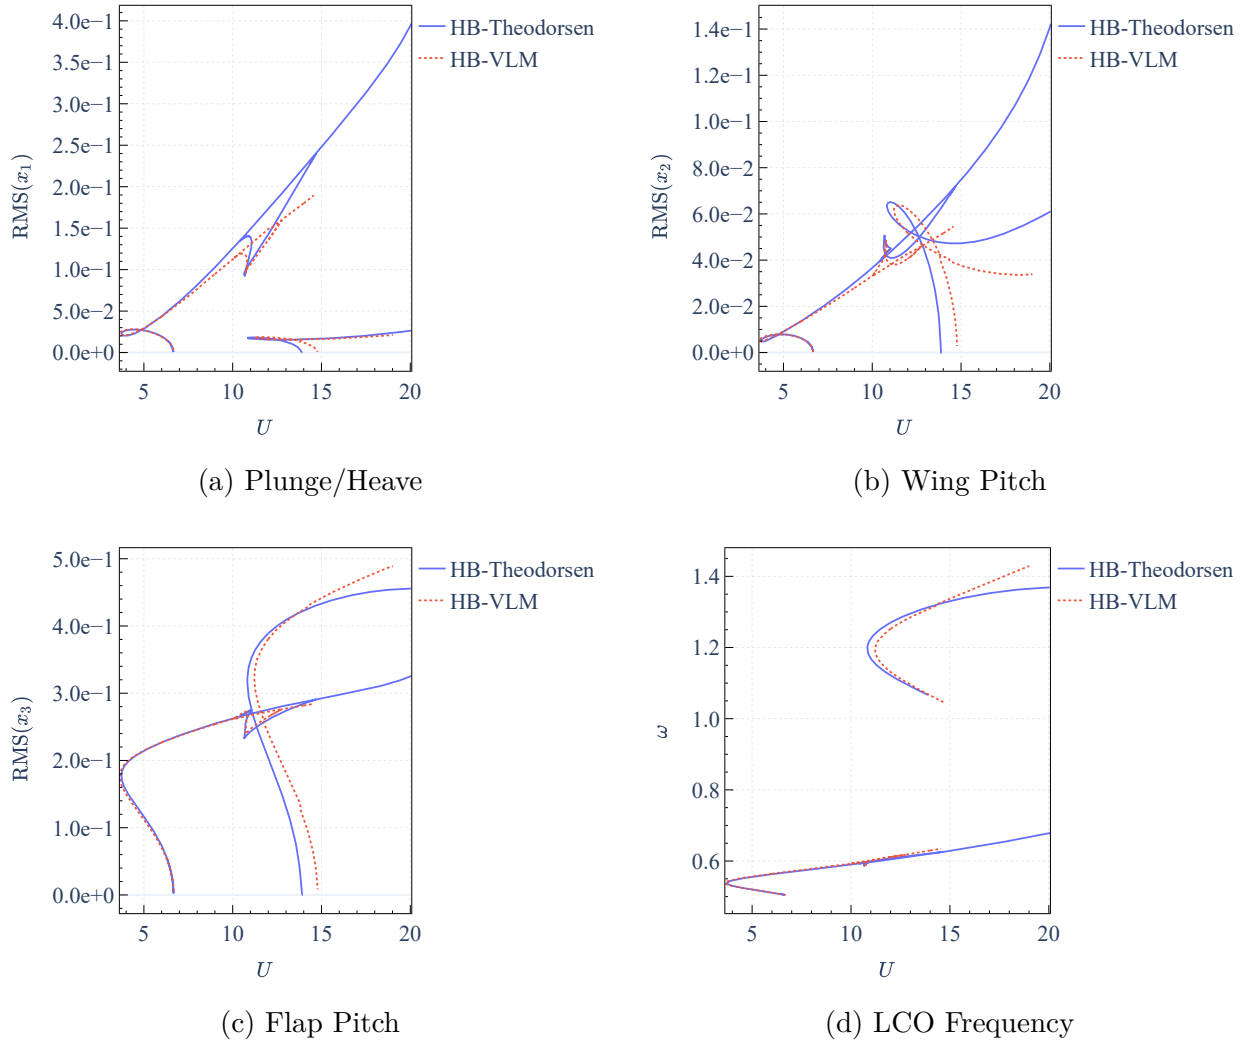 4.0e−1
3.5e−1
3.0e−1
2.5e−1
2.0e−1
1.5e−1
1.0e−1
5.0e−2
0.0e+0
RMS(x₁)
5 10 15 20
U
HB-Theodorsen
HB-VLM
(a) Plunge/Heave
1.4e−1
1.2e−1
1.0e−1
8.0e−2
6.0e−2
4.0e−2
2.0e−2
0.0e+0
RMS(x₂)
5 10 15 20
U
HB-Theodorsen
HB-VLM
(b) Wing Pitch
5.0e−1
4.0e−1
3.0e−1
2.0e−1
1.0e−1
0.0e+0
RMS(x₃)
5 10 15 20
U
HB-Theodorsen
HB-VLM
(c) Flap Pitch
1.4
1.2
1.0
0.8
0.6
ω
5 10 15 20
U
HB-Theodorsen
HB-VLM
(d) LCO Frequency